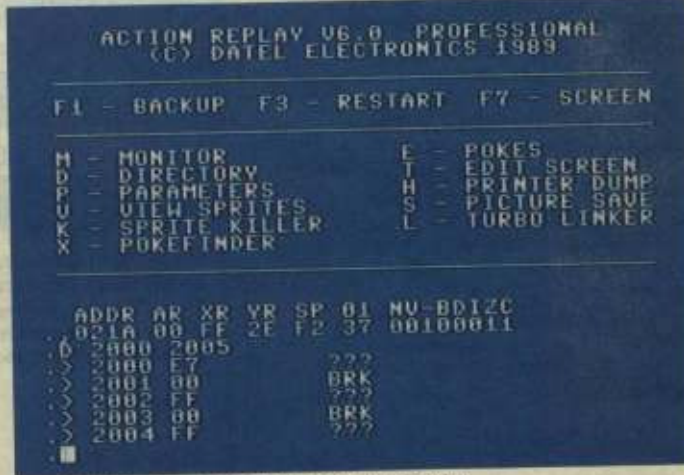 ACTION REPLAY V6.0 PROFESSIONAL
(C) DATEL ELECTRONICS 1989
F1 - BACKUP F3 - RESTART F7 - SCREEN
M - MONITOR E - POKES
D - DIRECTORY T - EDIT SCREEN
P - PARAMETERS H - PRINTER DUMP
V - VIEW SPRITES S - PICTURE SAVE
K - SPRITE KILLER L - TURBO LINKER
X - POKEFINDER
ADDR AR XR YR SP 01 NV-BDIZC
.;021A 00 FE 2E F2 37 00100011
.D 2000 2005
.> 2000 E7 ???
.> 2001 00 BRK
.> 2002 FF ???
.> 2003 00 BRK
.> 2004 FF ???
.